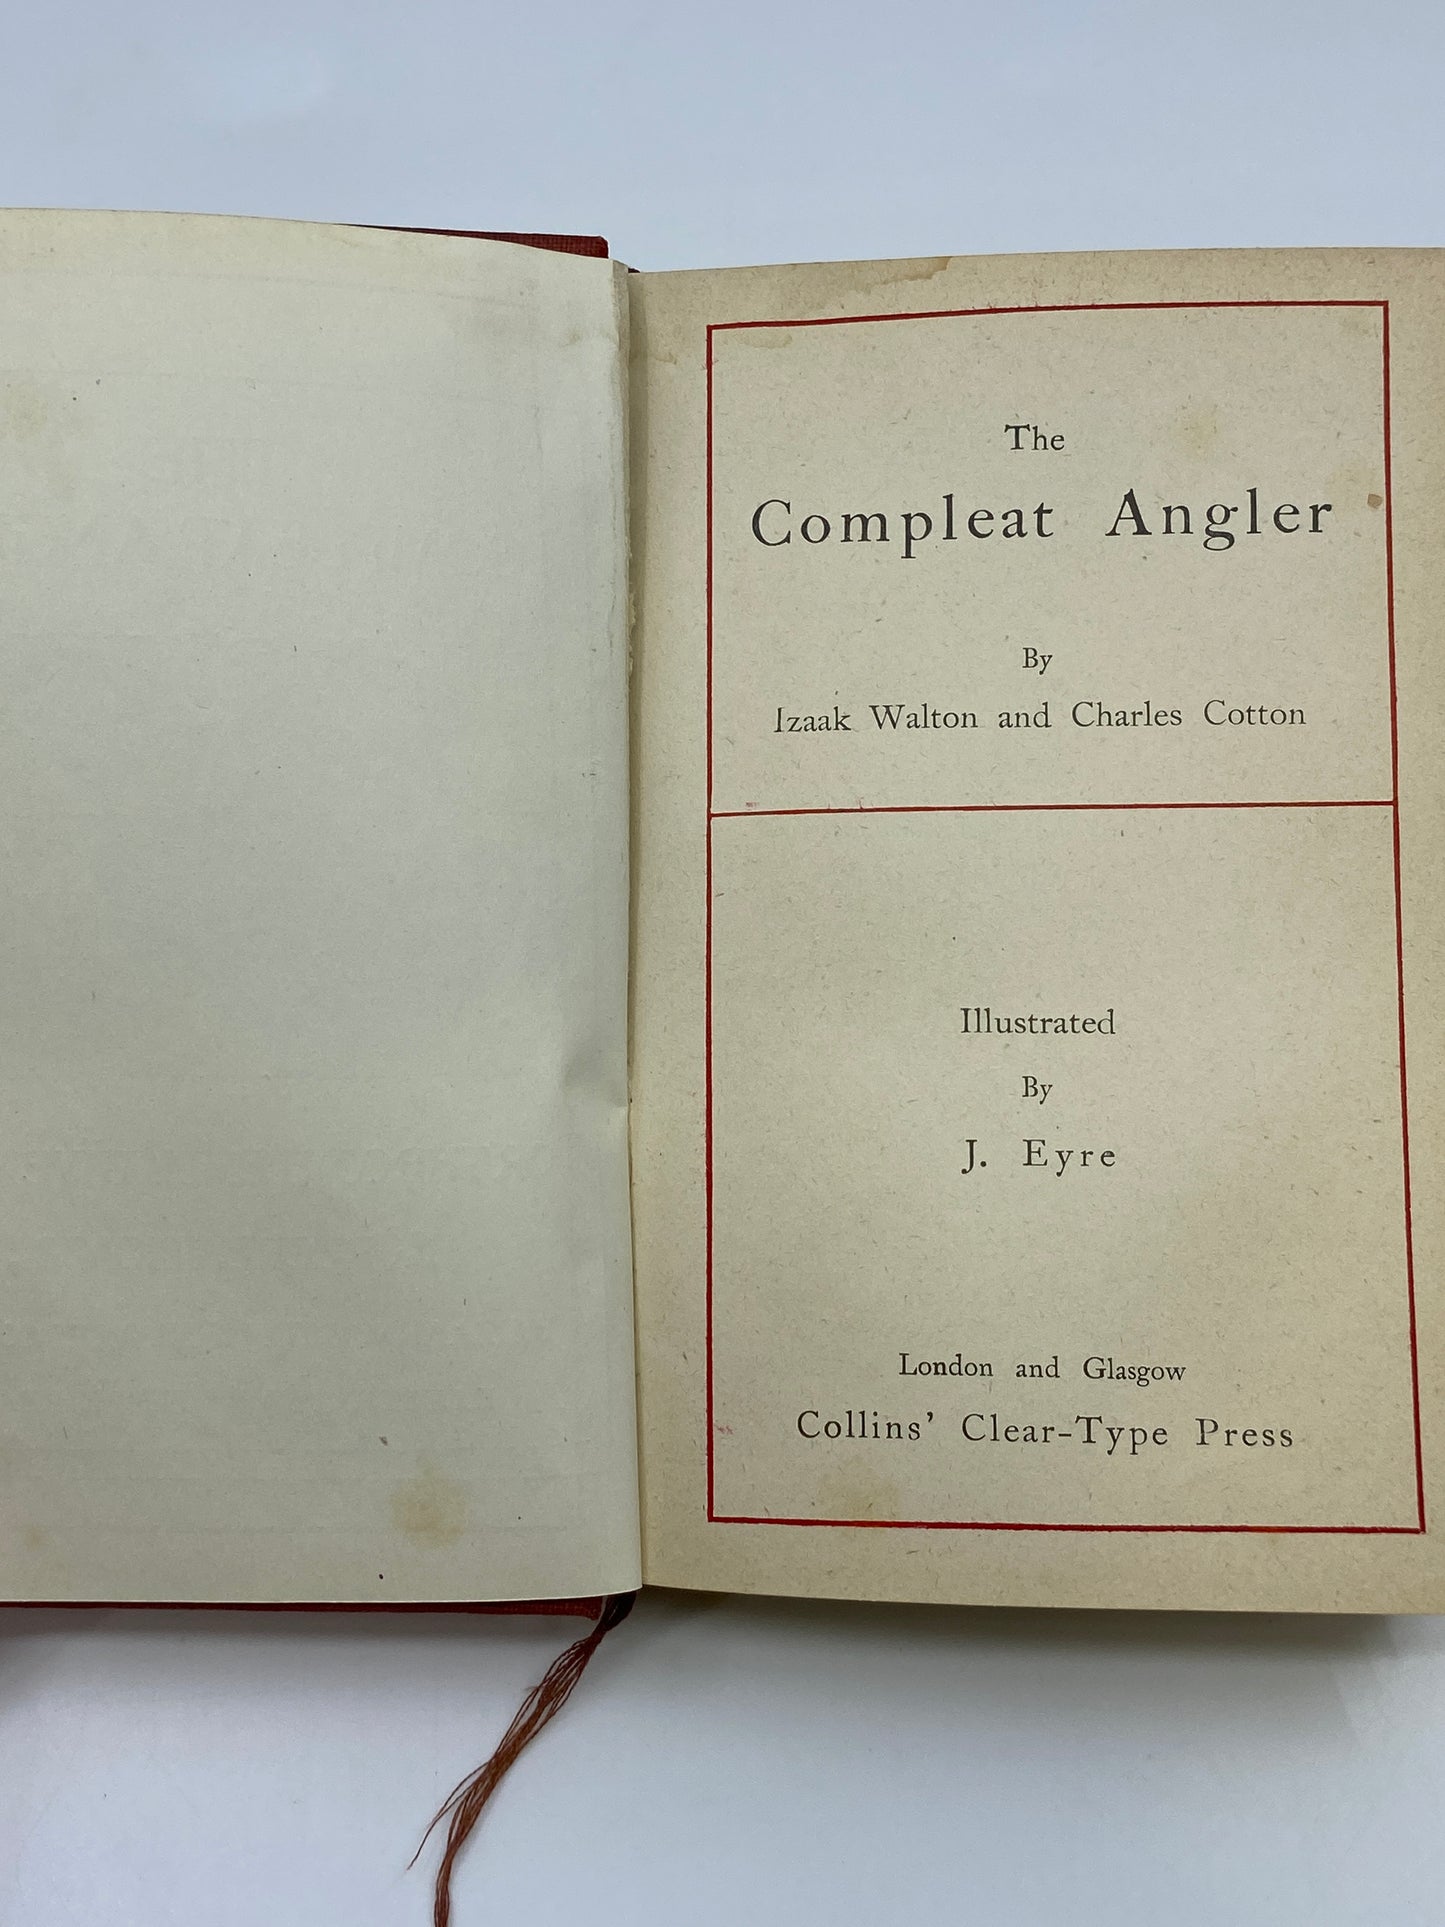 The
Compleat Angler
By
Izaak Walton and Charles Cotton
Illustrated
By
J. Eyre
London and Glasgow
Collins' Clear-Type Press